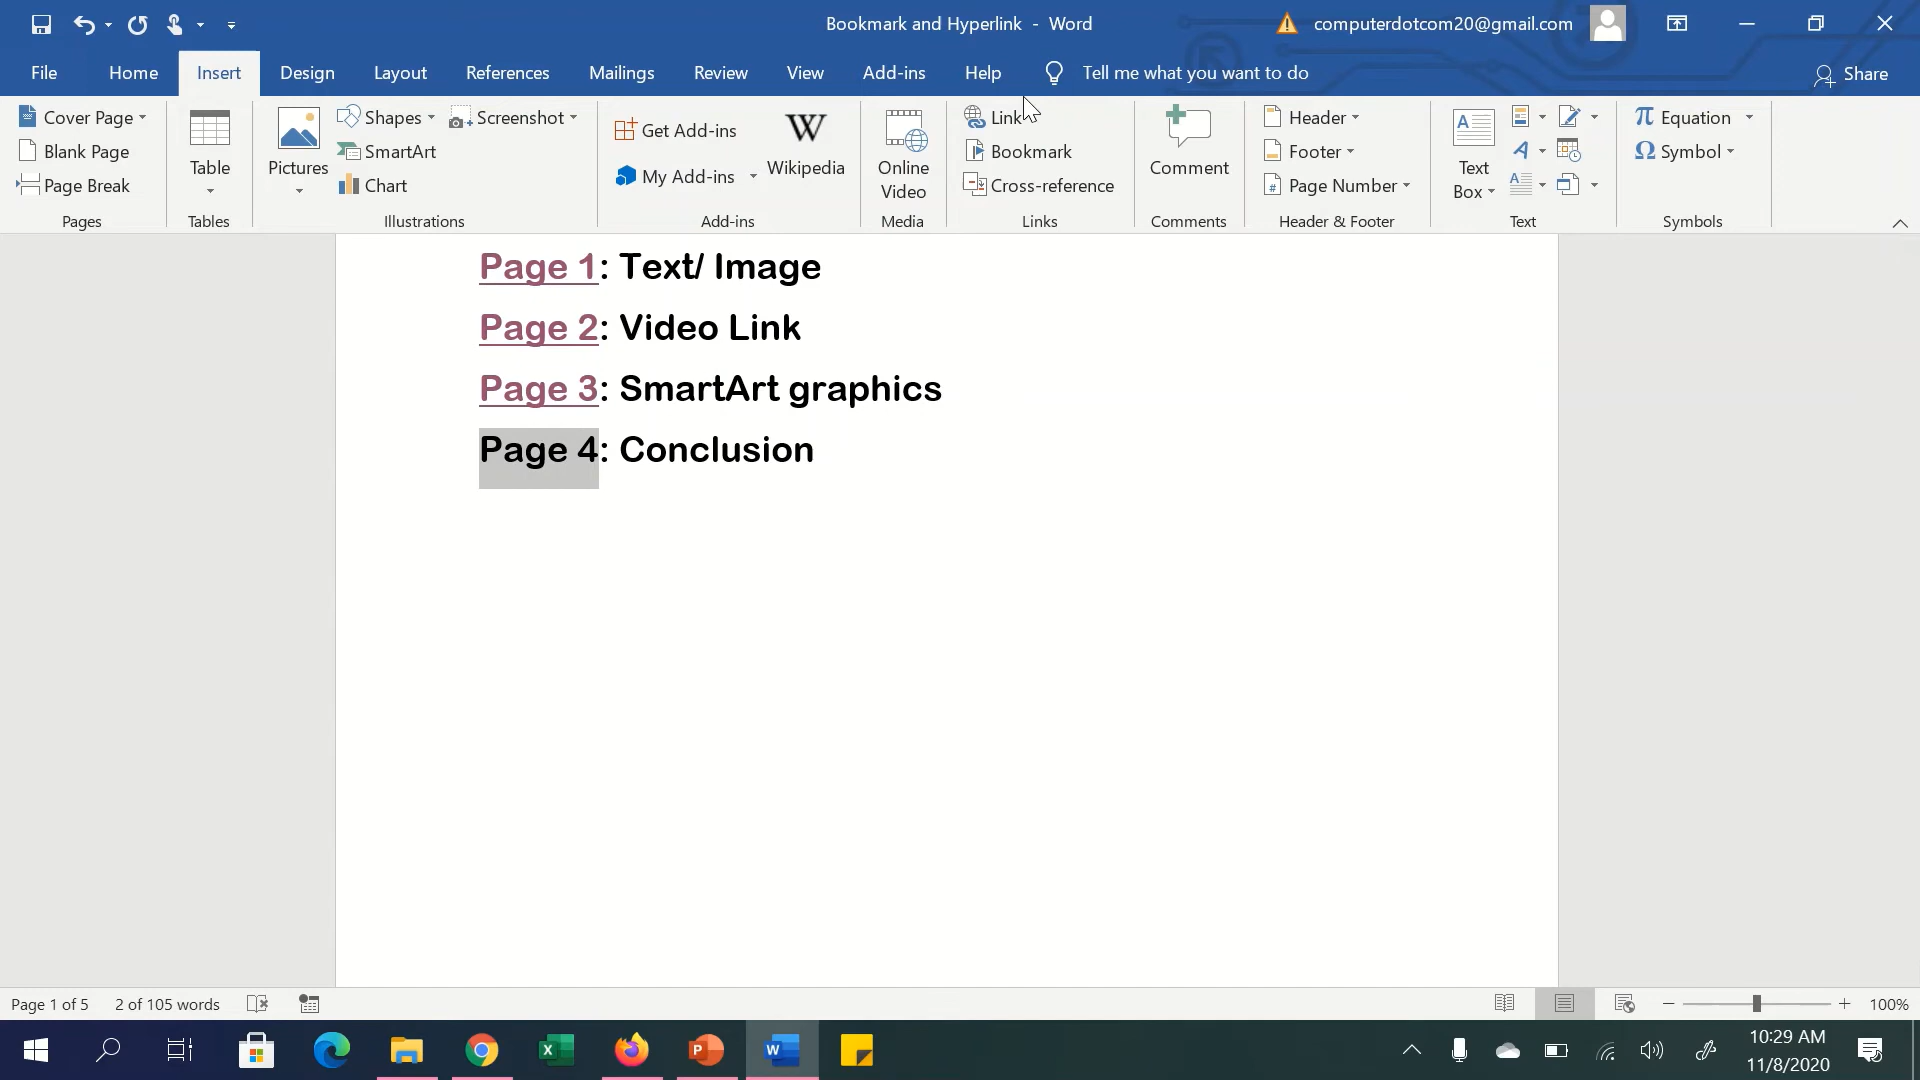 Bookmark and Hyperlink - Word
computerdotcom20@gmail.com
File Home Insert Design Layout References Mailings Review View Add-ins Help Tell me what you want to do Share
Cover Page
Blank Page
Page Break
Pages
Table
Tables
Pictures
Shapes
SmartArt
Chart
Screenshot
Illustrations
Get Add-ins
My Add-ins
W
Wikipedia
Add-ins
Online
Video
Media
Link
Bookmark
Cross-reference
Links
Comment
Comments
Header
Footer
Page Number
Header & Footer
Text
Box
Text
π Equation
Ω Symbol
Symbols
Page 1: Text/ Image
Page 2: Video Link
Page 3: SmartArt graphics
Page 4: Conclusion
Page 1 of 5 2 of 105 words
100%
10:29 AM
11/8/2020